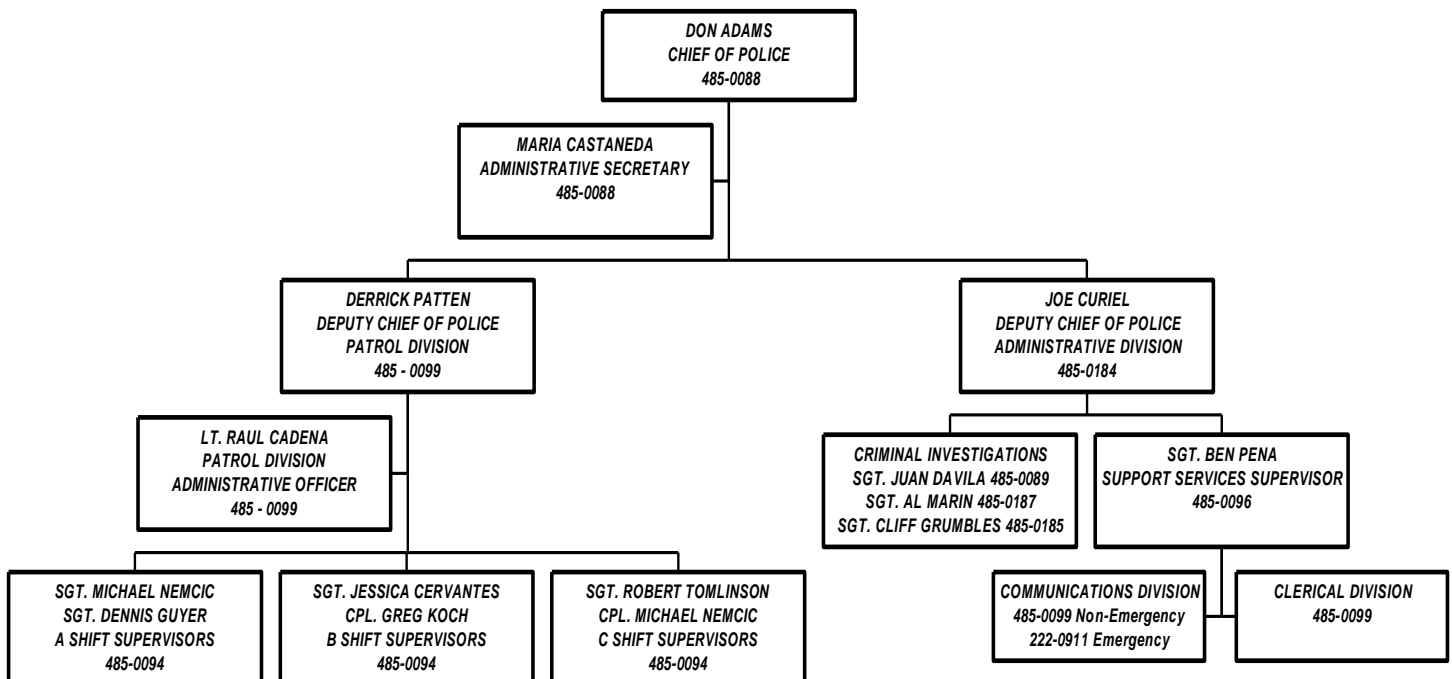 DON ADAMS
CHIEF OF POLICE
485-0088
MARIA CASTANEDA
ADMINISTRATIVE SECRETARY
485-0088
DERRICK PATTEN
DEPUTY CHIEF OF POLICE
PATROL DIVISION
485 - 0099
JOE CURIEL
DEPUTY CHIEF OF POLICE
ADMINISTRATIVE DIVISION
485-0184
LT. RAUL CADENA
PATROL DIVISION
ADMINISTRATIVE OFFICER
485 - 0099
CRIMINAL INVESTIGATIONS
SGT. JUAN DAVILA 485-0089
SGT. AL MARIN 485-0187
SGT. CLIFF GRUMBLES 485-0185
SGT. BEN PENA
SUPPORT SERVICES SUPERVISOR
485-0096
SGT. MICHAEL NEMCIC
SGT. DENNIS GUYER
A SHIFT SUPERVISORS
485-0094
SGT. JESSICA CERVANTES
CPL. GREG KOCH
B SHIFT SUPERVISORS
485-0094
SGT. ROBERT TOMLINSON
CPL. MICHAEL NEMCIC
C SHIFT SUPERVISORS
485-0094
COMMUNICATIONS DIVISION
485-0099 Non-Emergency
222-0911 Emergency
CLERICAL DIVISION
485-0099